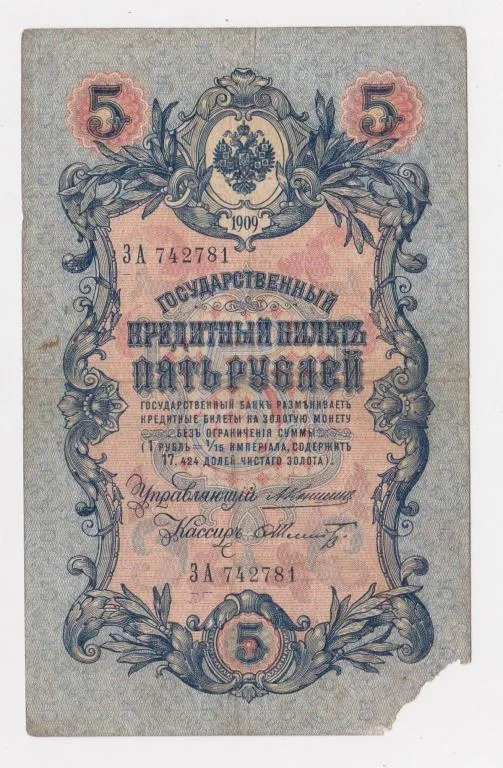 5 5
1909
ЗА 742781
ГОСУДАРСТВЕННЫЙ
КРЕДИТНЫЙ БИЛЕТЪ
ПЯТЬ РУБЛЕЙ
ГОСУДАРСТВЕННЫЙ БАНКЪ РАЗМѢНИВАЕТЪ
КРЕДИТНЫЕ БИЛЕТЫ НА ЗОЛОТУЮ МОНЕТУ
БЕЗЪ ОГРАНИЧЕНІЯ СУММЫ
(1 РУБЛЬ = 1/15 ИМПЕРІАЛА, СОДЕРЖИТЪ
17,424 ДОЛЕЙ ЧИСТАГО ЗОЛОТА).
Управляющій
Кассиръ
ЗА 742781
5